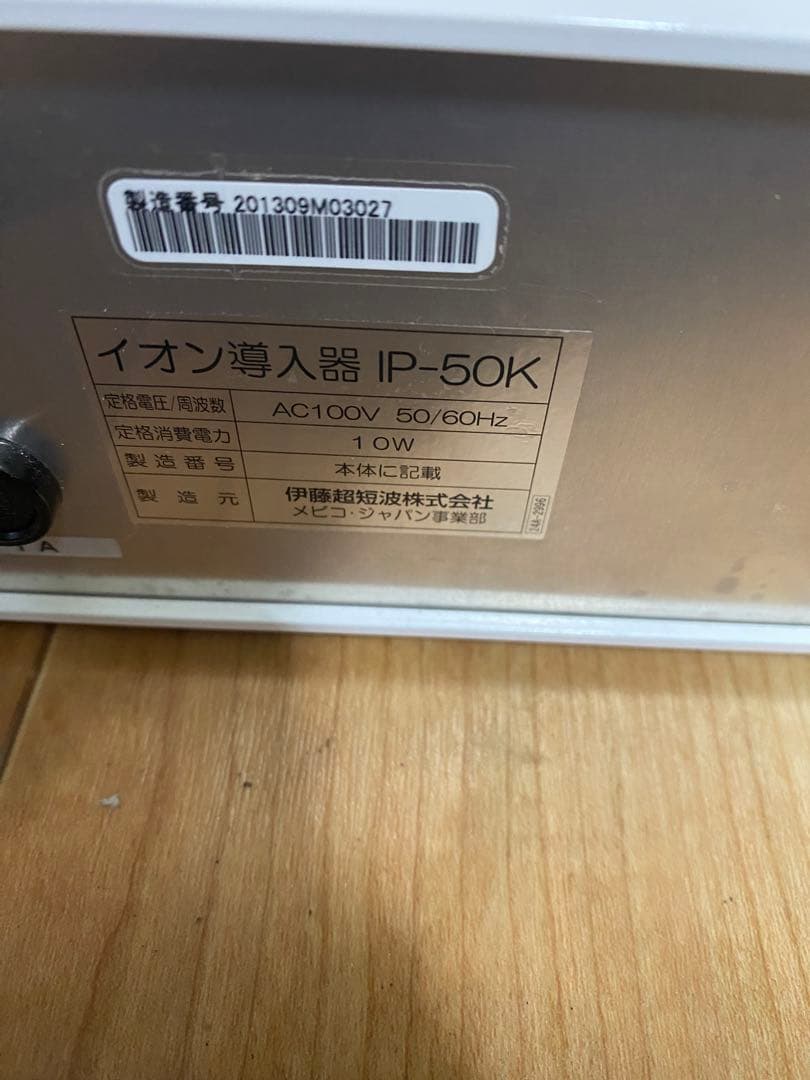 製造番号 201309M03027
イオン導入器 IP-50K
定格電圧/周波数 AC100V 50/60Hz
定格消費電力 10W
製造番号 本体に記載
製造元 伊藤超短波株式会社
メビコ・ジャパン事業部
24A-2996
1A